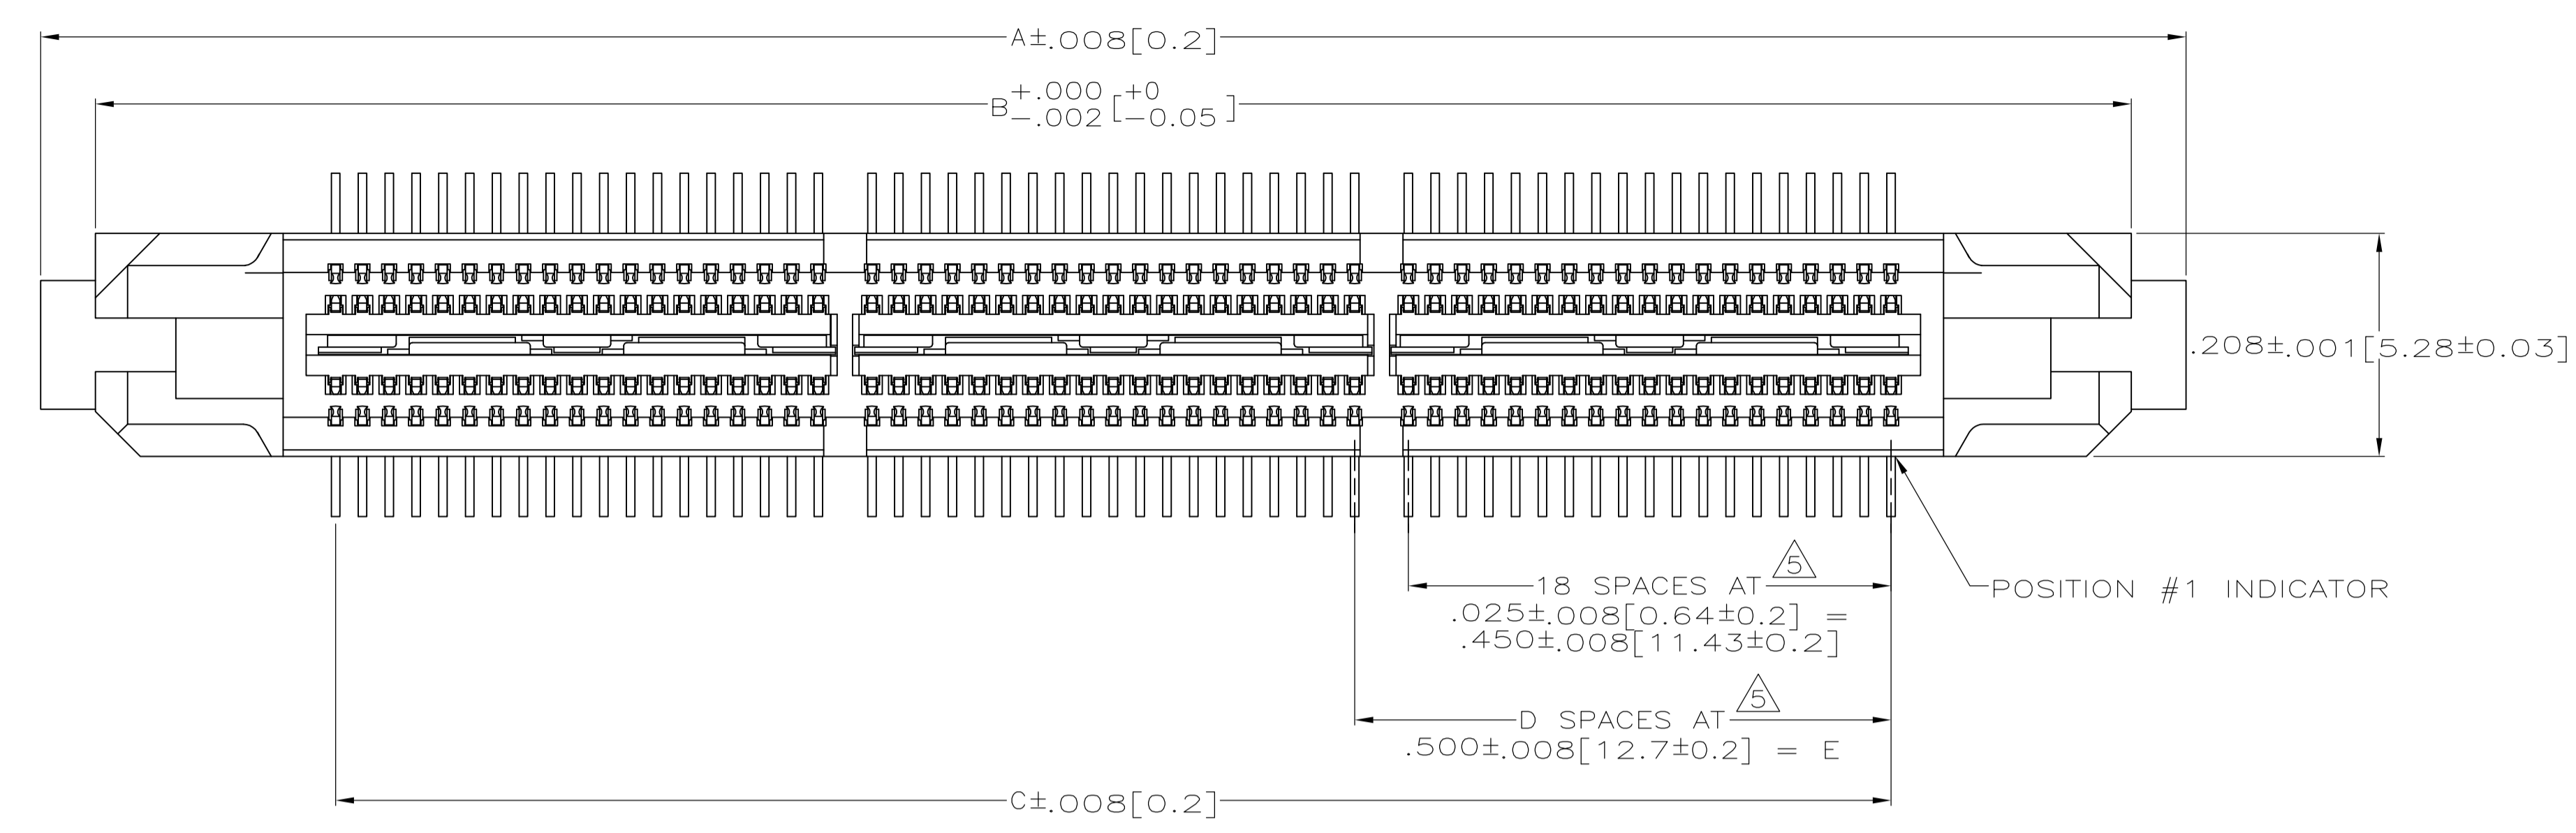 A±.008[0.2]
B +.000 -.002 [+0 -0.05]
.208±.001[5.28±0.03]
5
18 SPACES AT
.025±.008[0.64±0.2] =
.450±.008[11.43±0.2]
POSITION #1 INDICATOR
5
D SPACES AT
.500±.008[12.7±0.2] = E
C±.008[0.2]